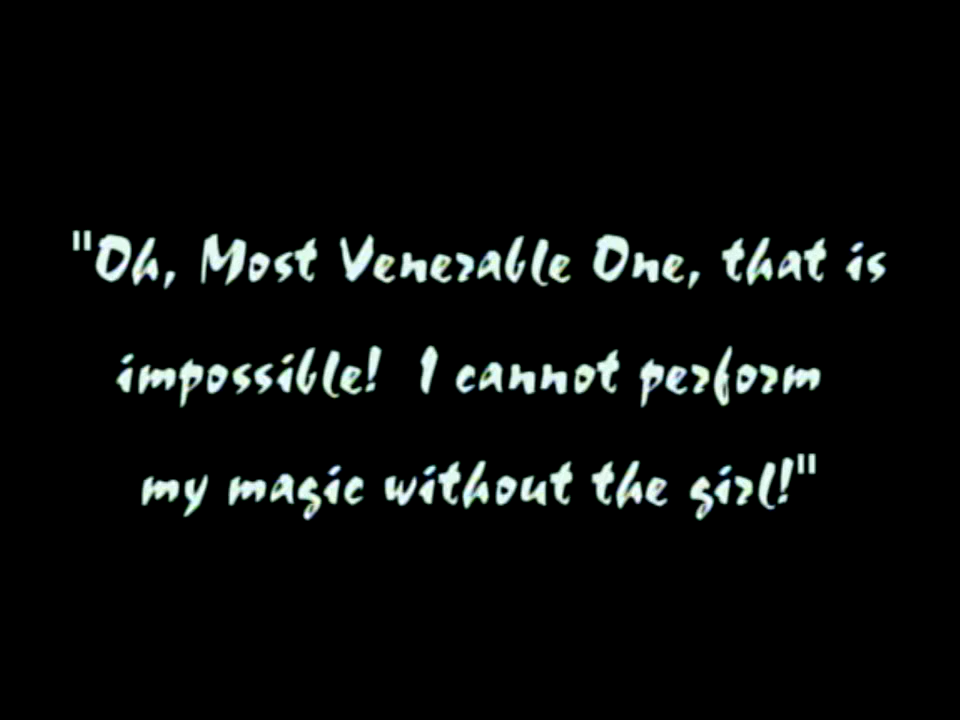 "Oh, Most Venerable One, that is
impossible!  I cannot perform
my magic without the girl!"